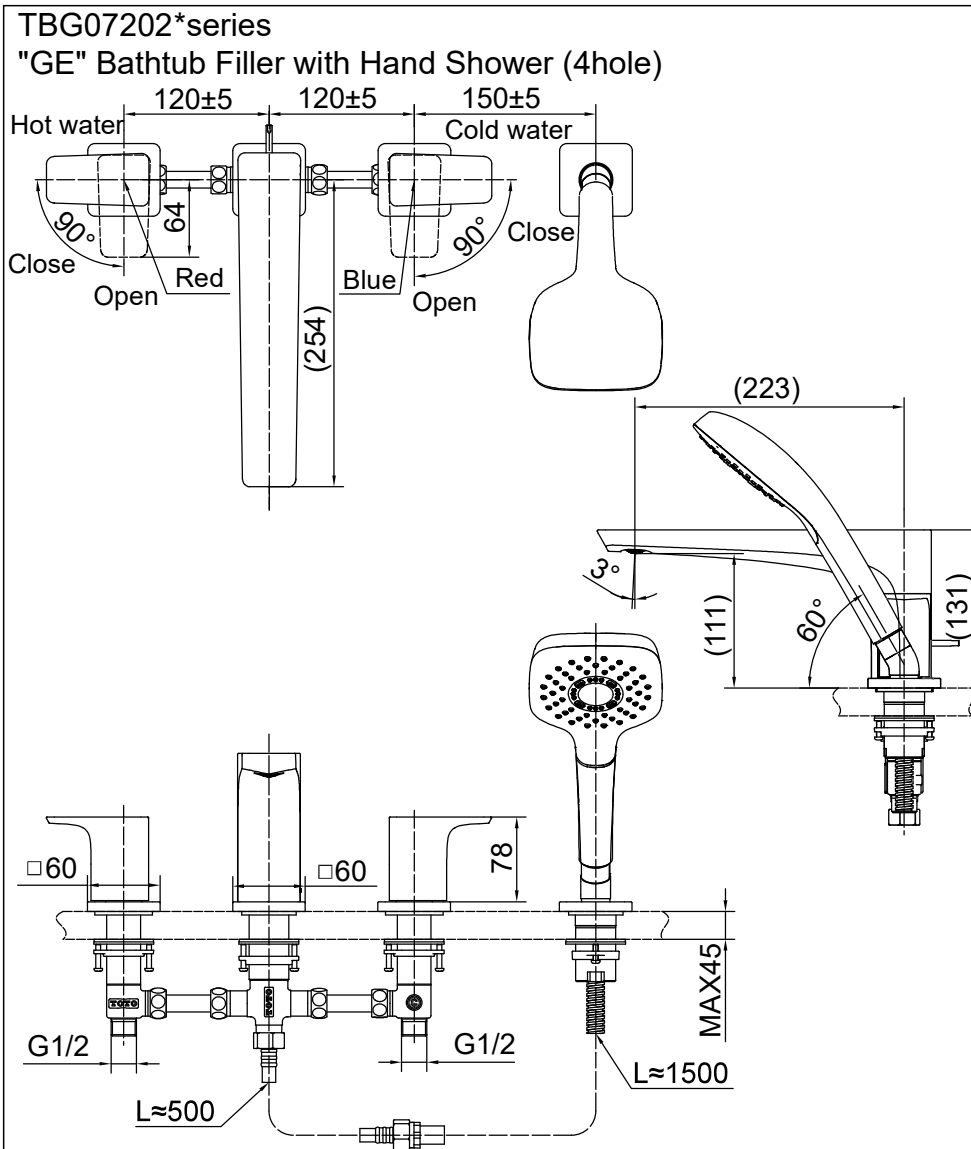 TBG07202*series
"GE" Bathtub Filler with Hand Shower (4hole)
120±5
120±5
150±5
Hot water
Cold water
90°
64
90°
Close
Close
Open
Red
Blue
Open
(254)
(223)
3°
(111)
60°
(131)
□60
□60
78
MAX45
TOTO
TOTO
G1/2
G1/2
L≈500
L≈1500